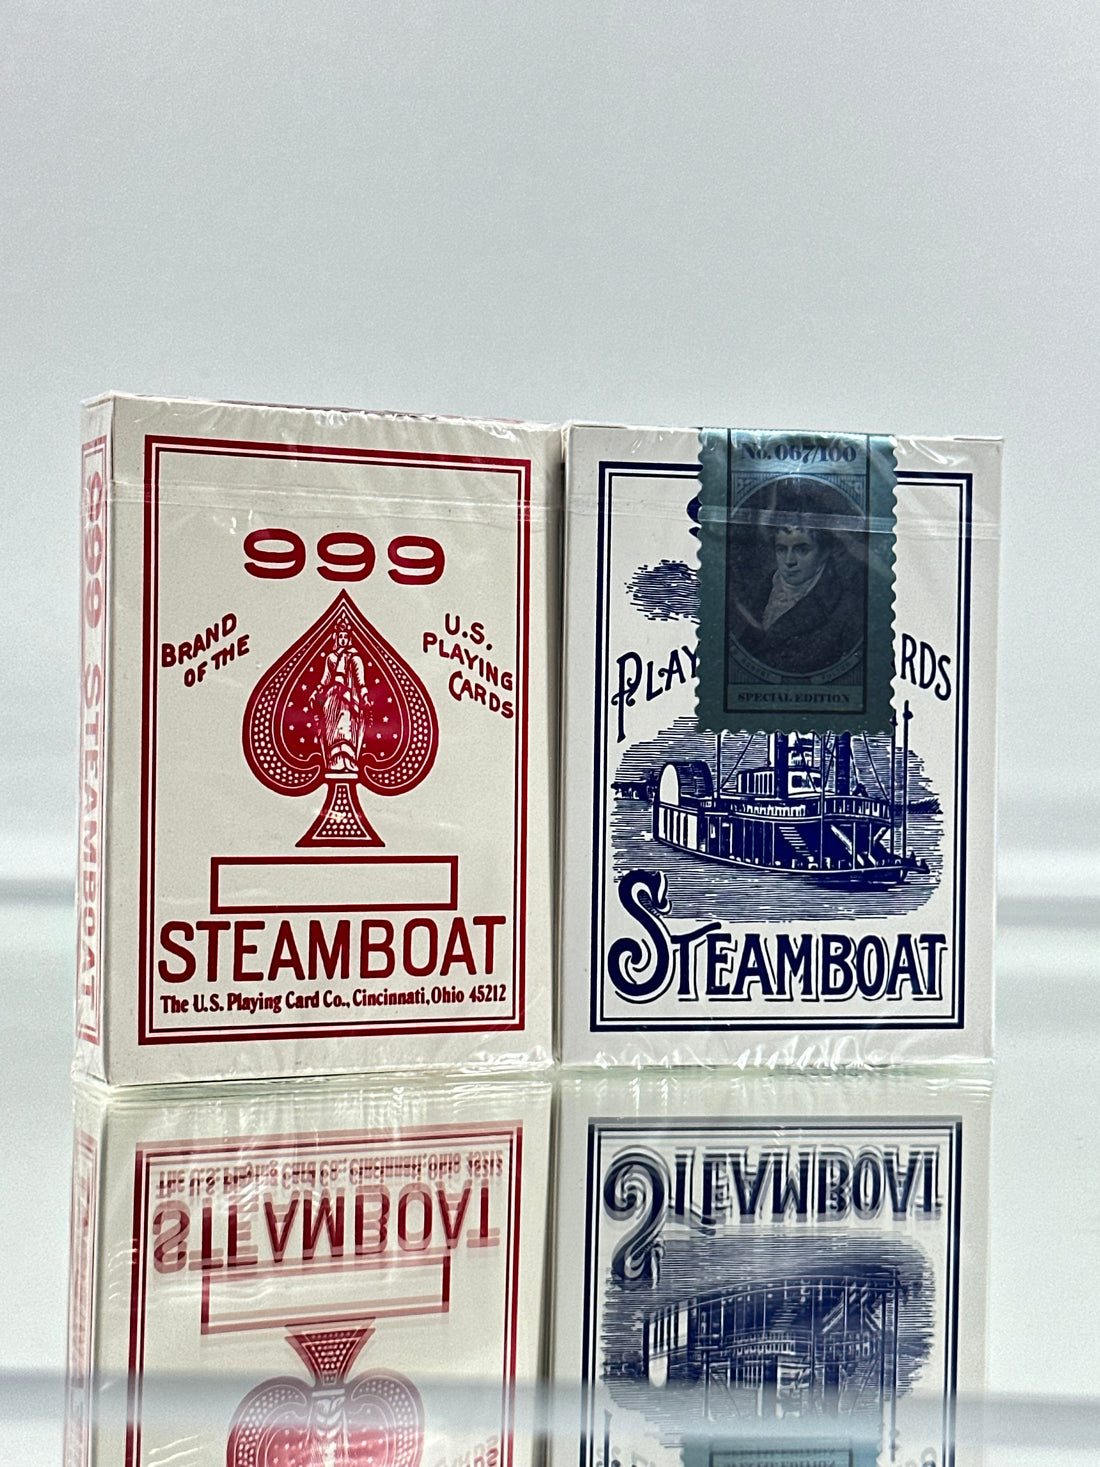 999 STEAMBOAT
999
BRAND
OF THE
U.S.
PLAYING
CARDS
STEAMBOAT
The U.S. Playing Card Co., Cincinnati, Ohio 45212
No. 067/100
SPECIAL EDITION
PLAY RDS
STEAMBOAT